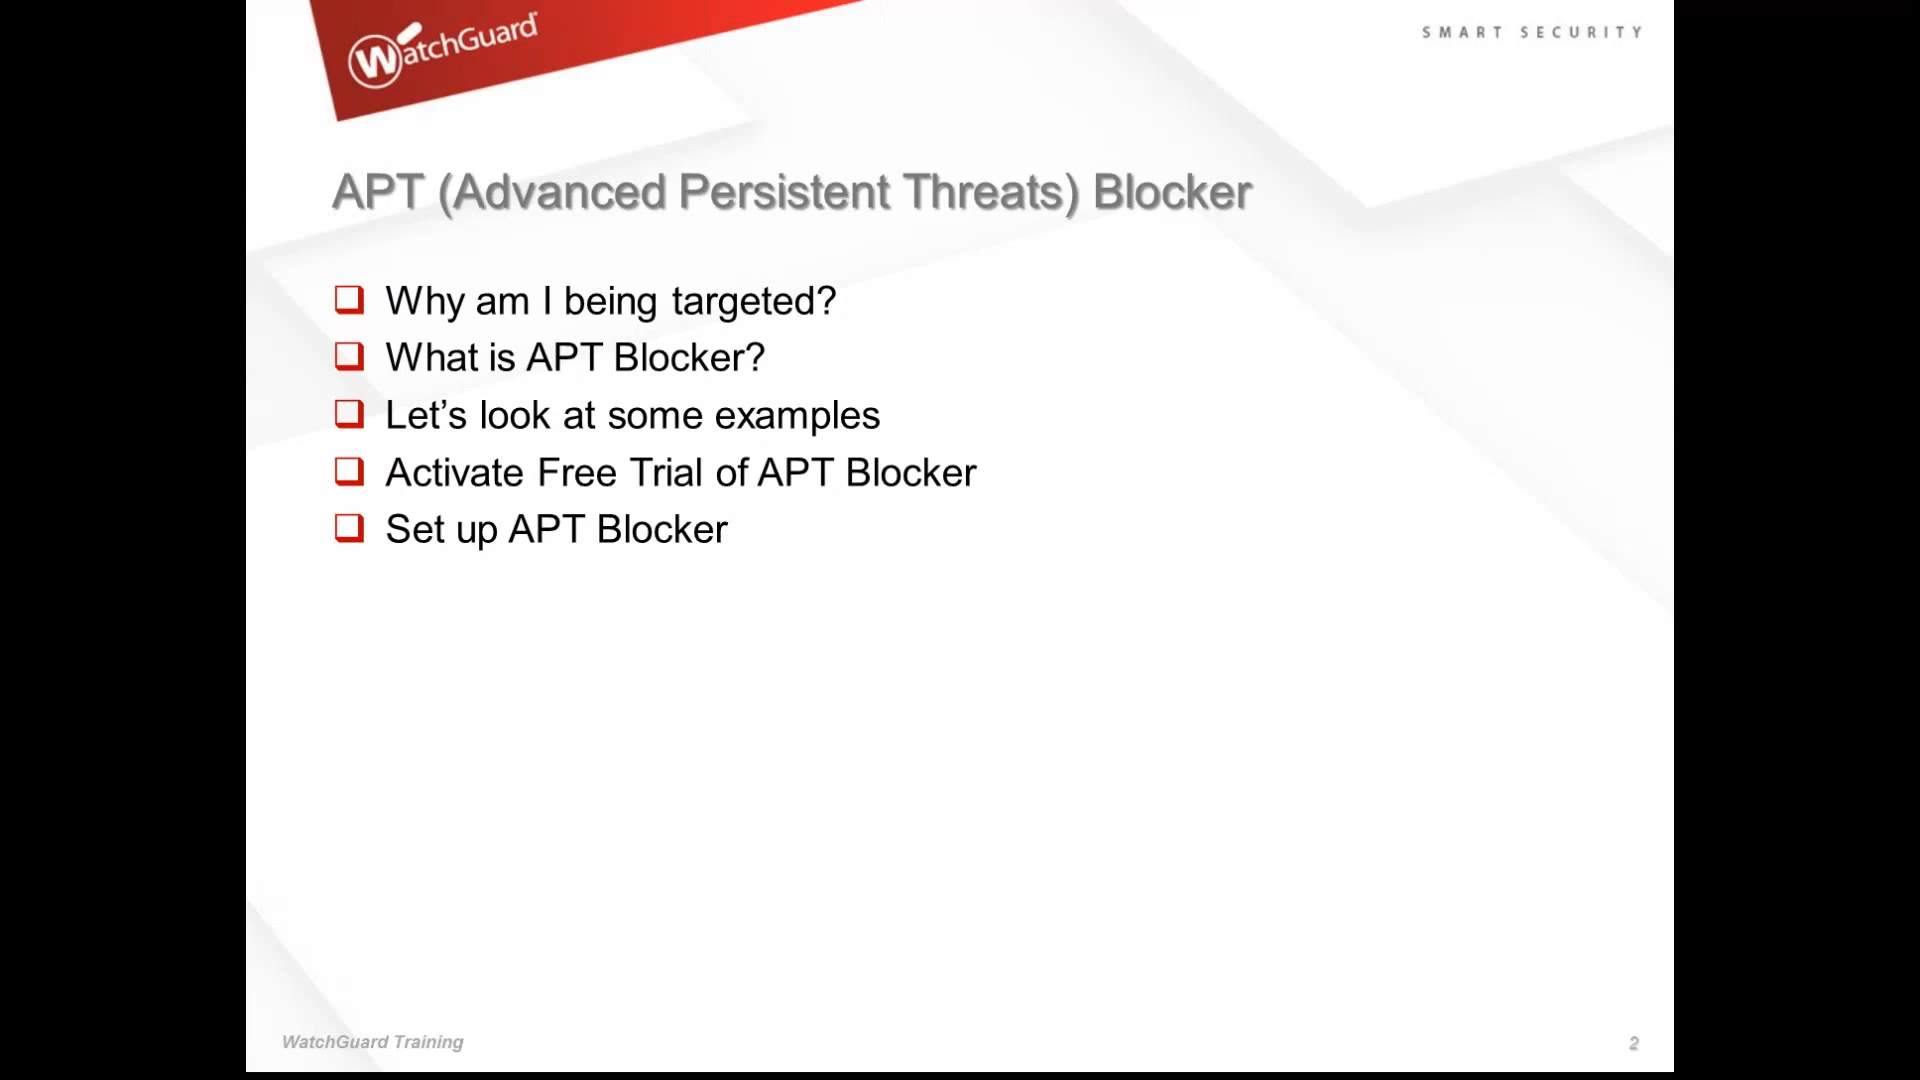 WatchGuard
SMART SECURITY
APT (Advanced Persistent Threats) Blocker
Why am I being targeted?
What is APT Blocker?
Let’s look at some examples
Activate Free Trial of APT Blocker
Set up APT Blocker
WatchGuard Training
2